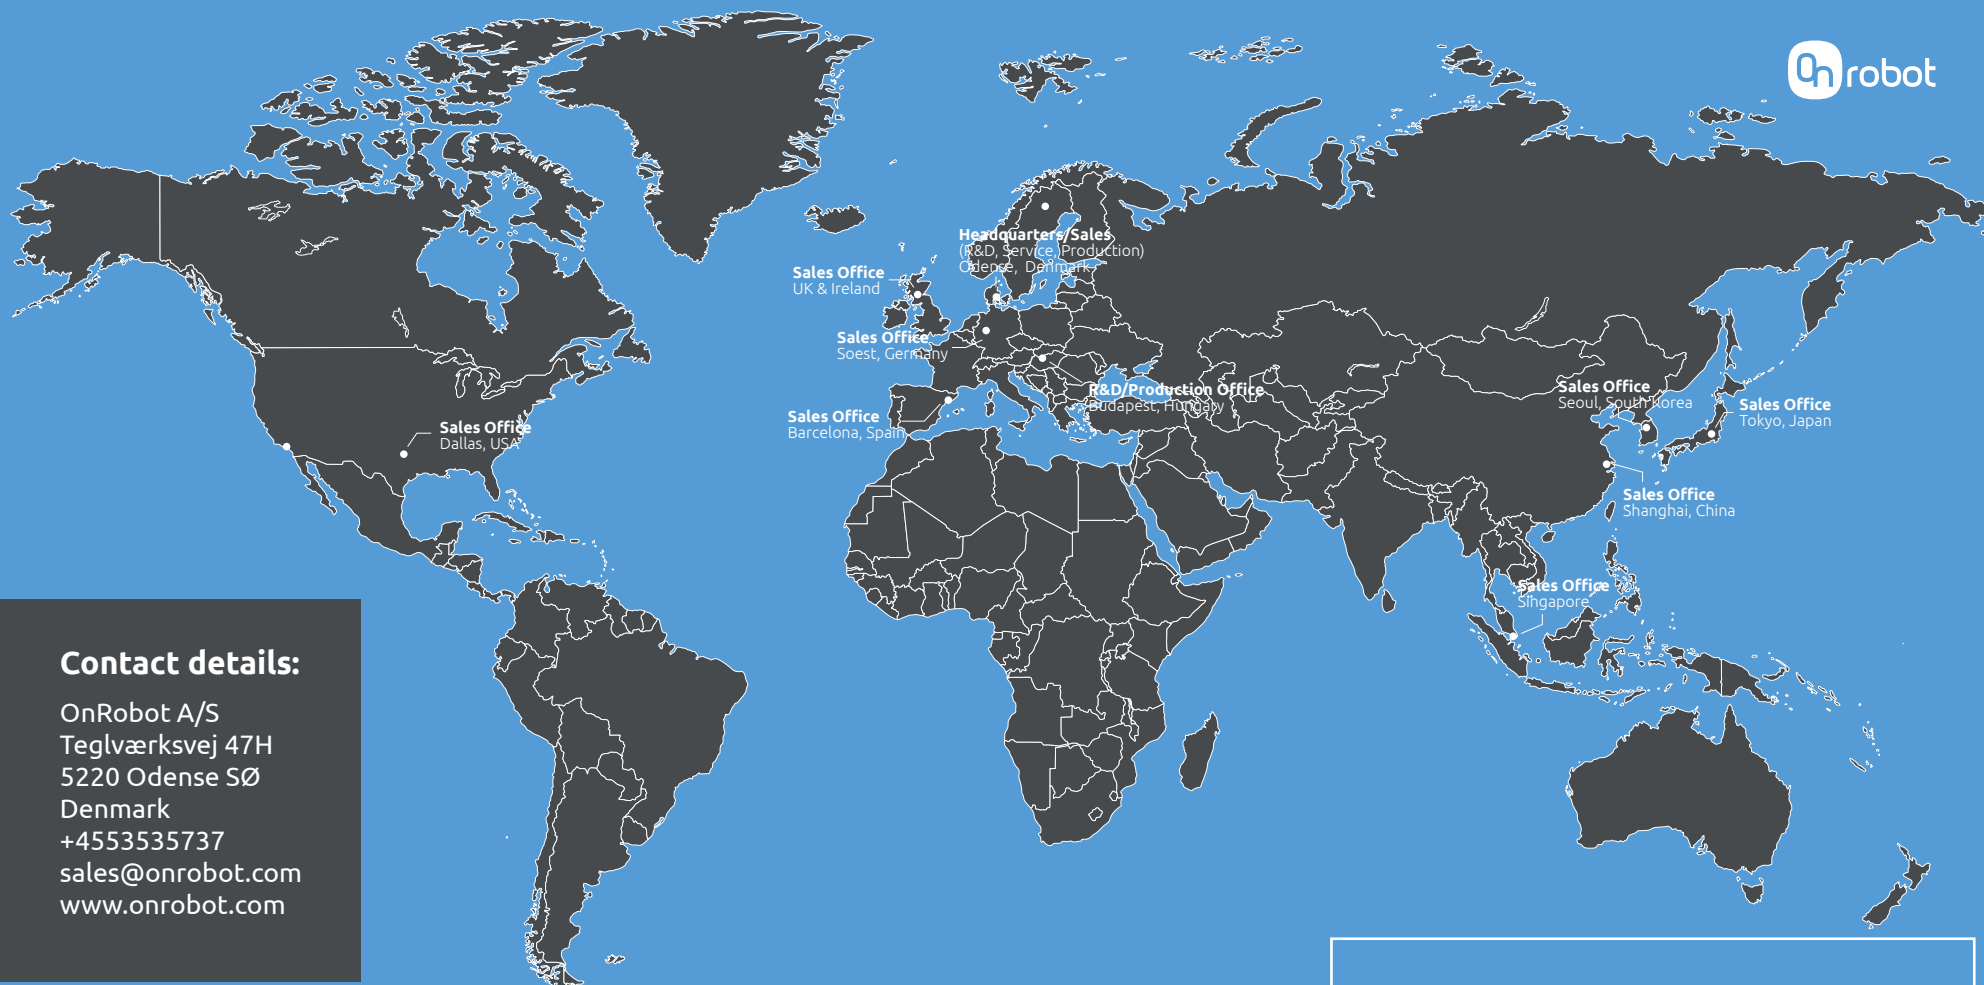 Onrobot
Headquarters/Sales
(R&D, Service, Production)
Odense, Denmark
Sales Office
UK & Ireland
Sales Office
Soest, Germany
R&D/Production Office
Budapest, Hungary
Sales Office
Barcelona, Spain
Sales Office
Dallas, USA
Sales Office
Seoul, South Korea
Sales Office
Tokyo, Japan
Sales Office
Shanghai, China
Sales Office
Singapore
Contact details:
OnRobot A/S
Teglværksvej 47H
5220 Odense SØ
Denmark
+4553535737
sales@onrobot.com
www.onrobot.com